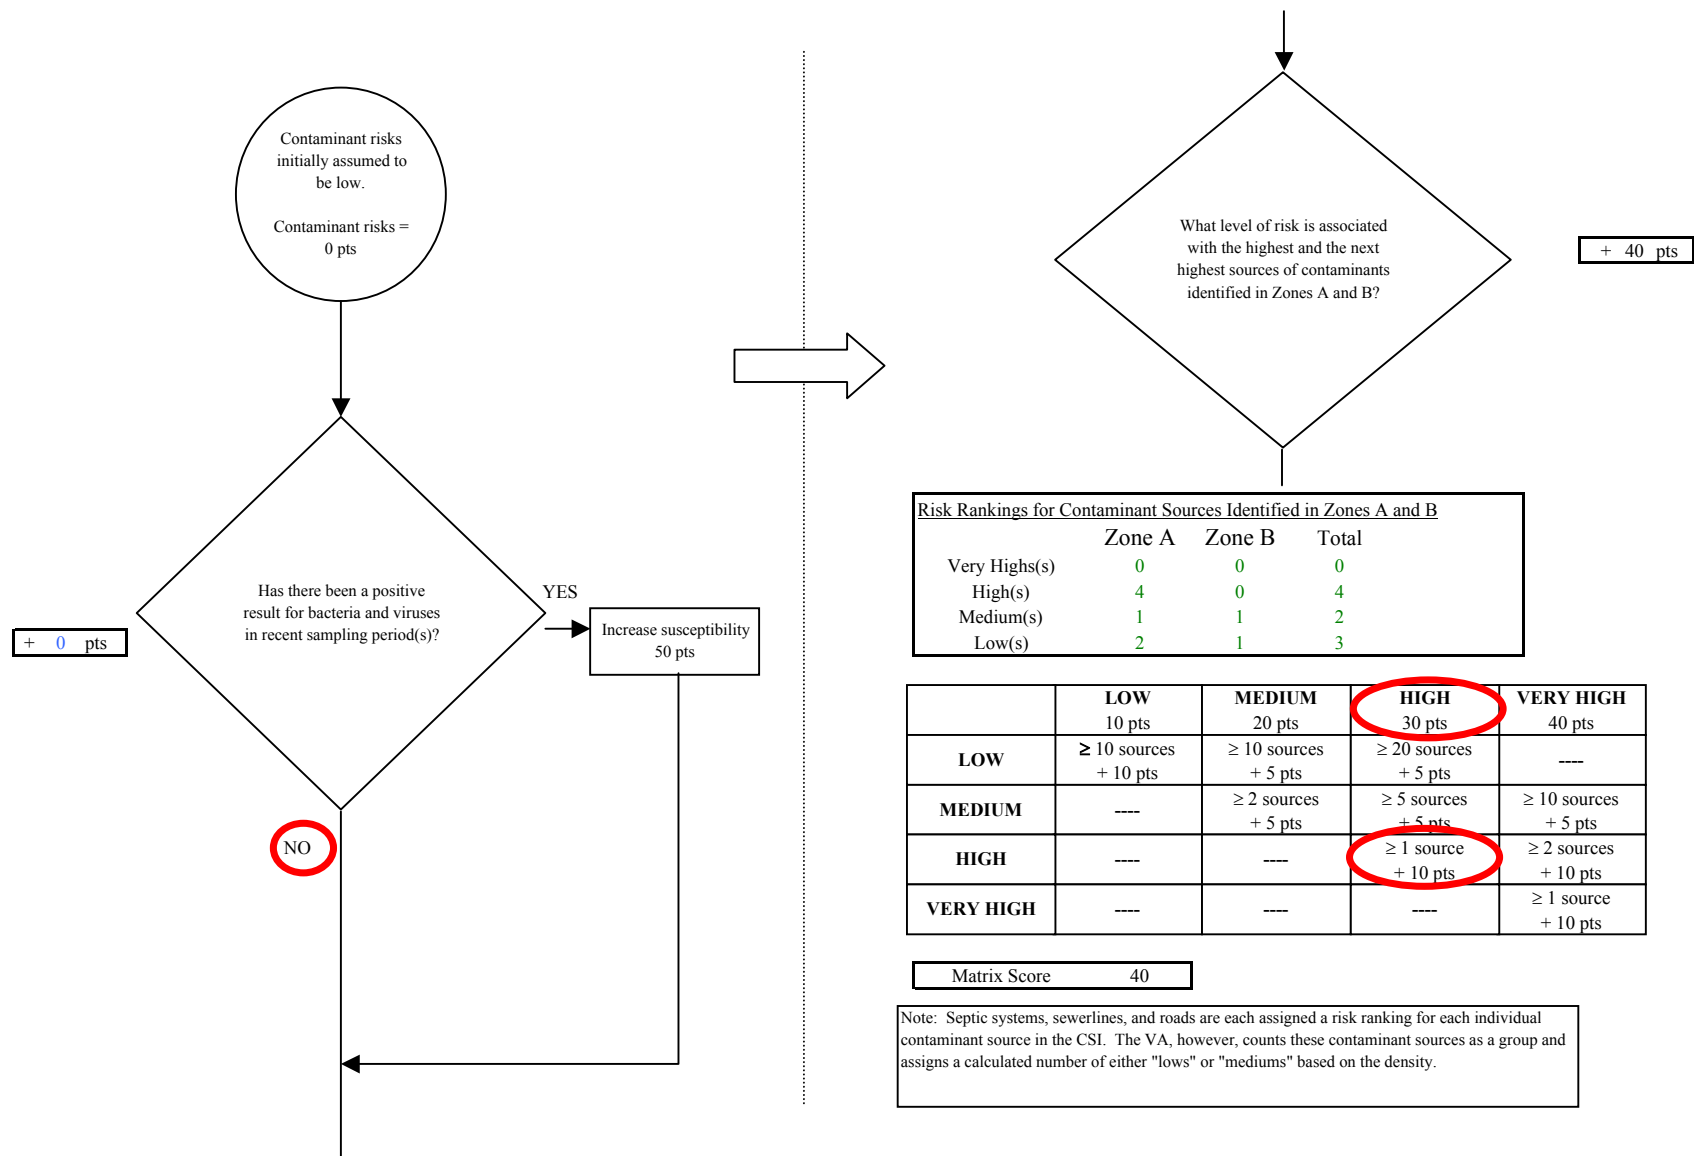 Contaminant risks
initially assumed to
be low.
Contaminant risks =
0 pts
Has there been a positive
result for bacteria and viruses
in recent sampling period(s)?
+ 0 pts
YES
Increase susceptibility
50 pts
NO
What level of risk is associated
with the highest and the next
highest sources of contaminants
identified in Zones A and B?
+ 40 pts
Risk Rankings for Contaminant Sources Identified in Zones A and B
Zone A Zone B Total
Very Highs(s) 0 0 0
High(s) 4 0 4
Medium(s) 1 1 2
Low(s) 2 1 3
LOW MEDIUM HIGH VERY HIGH
10 pts 20 pts 30 pts 40 pts
LOW ≥ 10 sources + 10 pts ≥ 10 sources + 5 pts ≥ 20 sources + 5 pts ----
MEDIUM ---- ≥ 2 sources + 5 pts ≥ 5 sources + 5 pts ≥ 10 sources + 5 pts
HIGH ---- ---- ≥ 1 source + 10 pts ≥ 2 sources + 10 pts
VERY HIGH ---- ---- ---- ≥ 1 source + 10 pts
Matrix Score 40
Note: Septic systems, sewerlines, and roads are each assigned a risk ranking for each individual
contaminant source in the CSI. The VA, however, counts these contaminant sources as a group and
assigns a calculated number of either "lows" or "mediums" based on the density.